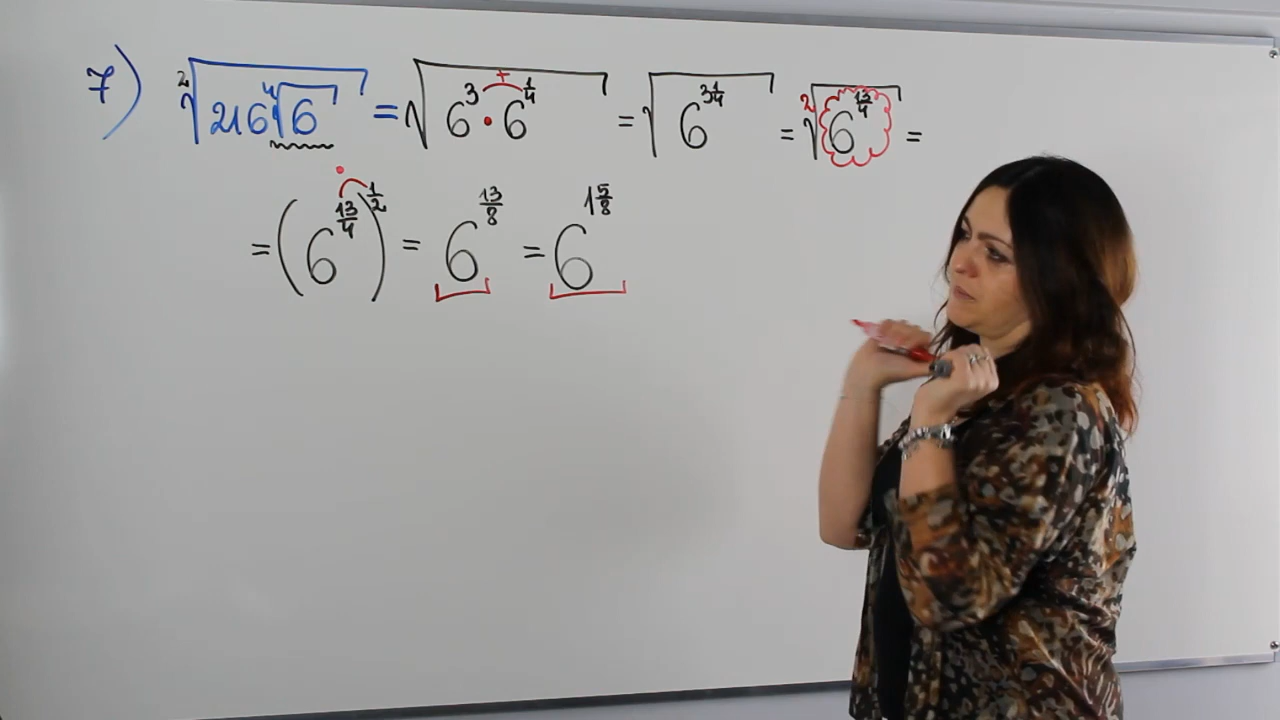 7) ²√(216 ⁴√6) = √(6³ · 6^(1/4)) + = √(6^(3 1/4)) = ²√(6^(13/4)) =
= (6^(13/4))^(1/2) · = 6^(13/8) = 6^(1 5/8)